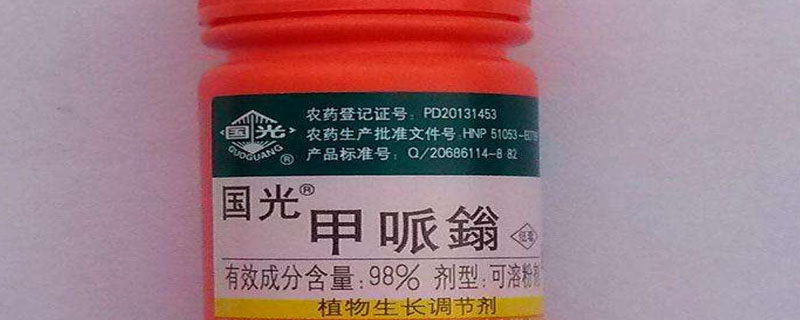 农药登记证号：PD20131453
农药生产批准文件号：HNP 51053-
产品标准号：Q/20686114-8 82
国光
GUOGUANG ®
国光®
甲哌鎓
低毒
有效成分含量：98% 剂型：可溶粉剂
植物生长调节剂